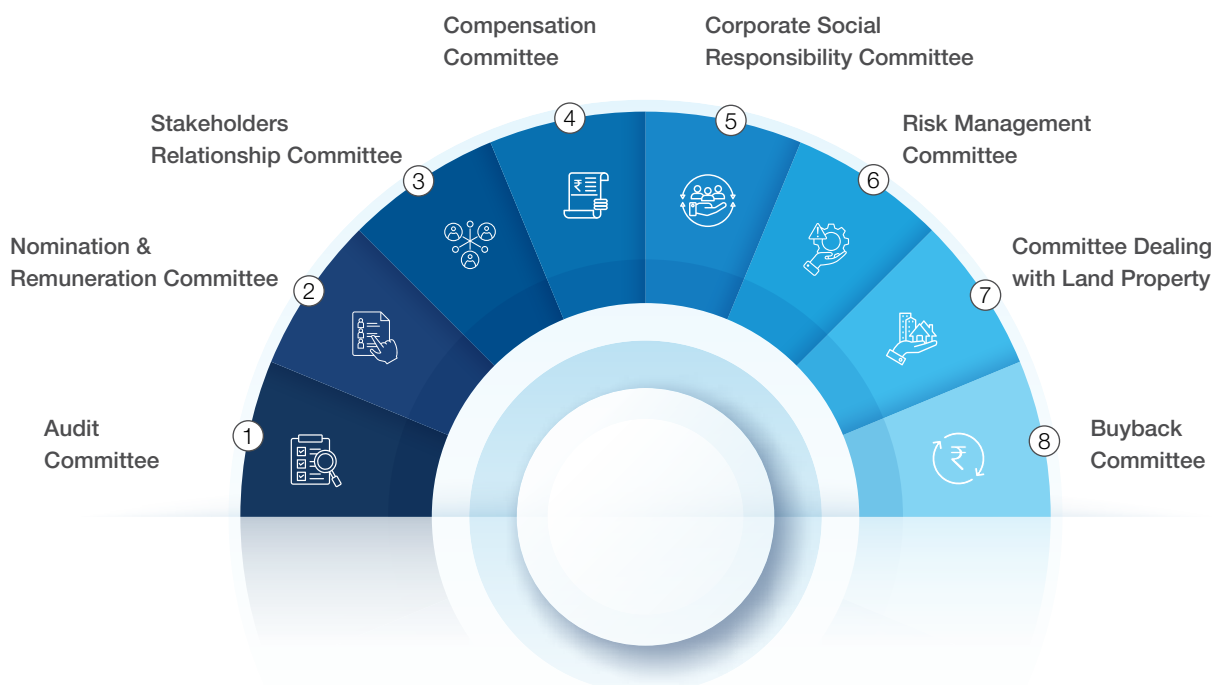 Audit
Committee
1
Nomination &
Remuneration Committee
2
Stakeholders
Relationship Committee
3
Compensation
Committee
4
₹
Corporate Social
Responsibility Committee
5
Risk Management
Committee
6
Committee Dealing
with Land Property
7
Buyback
Committee
8
₹